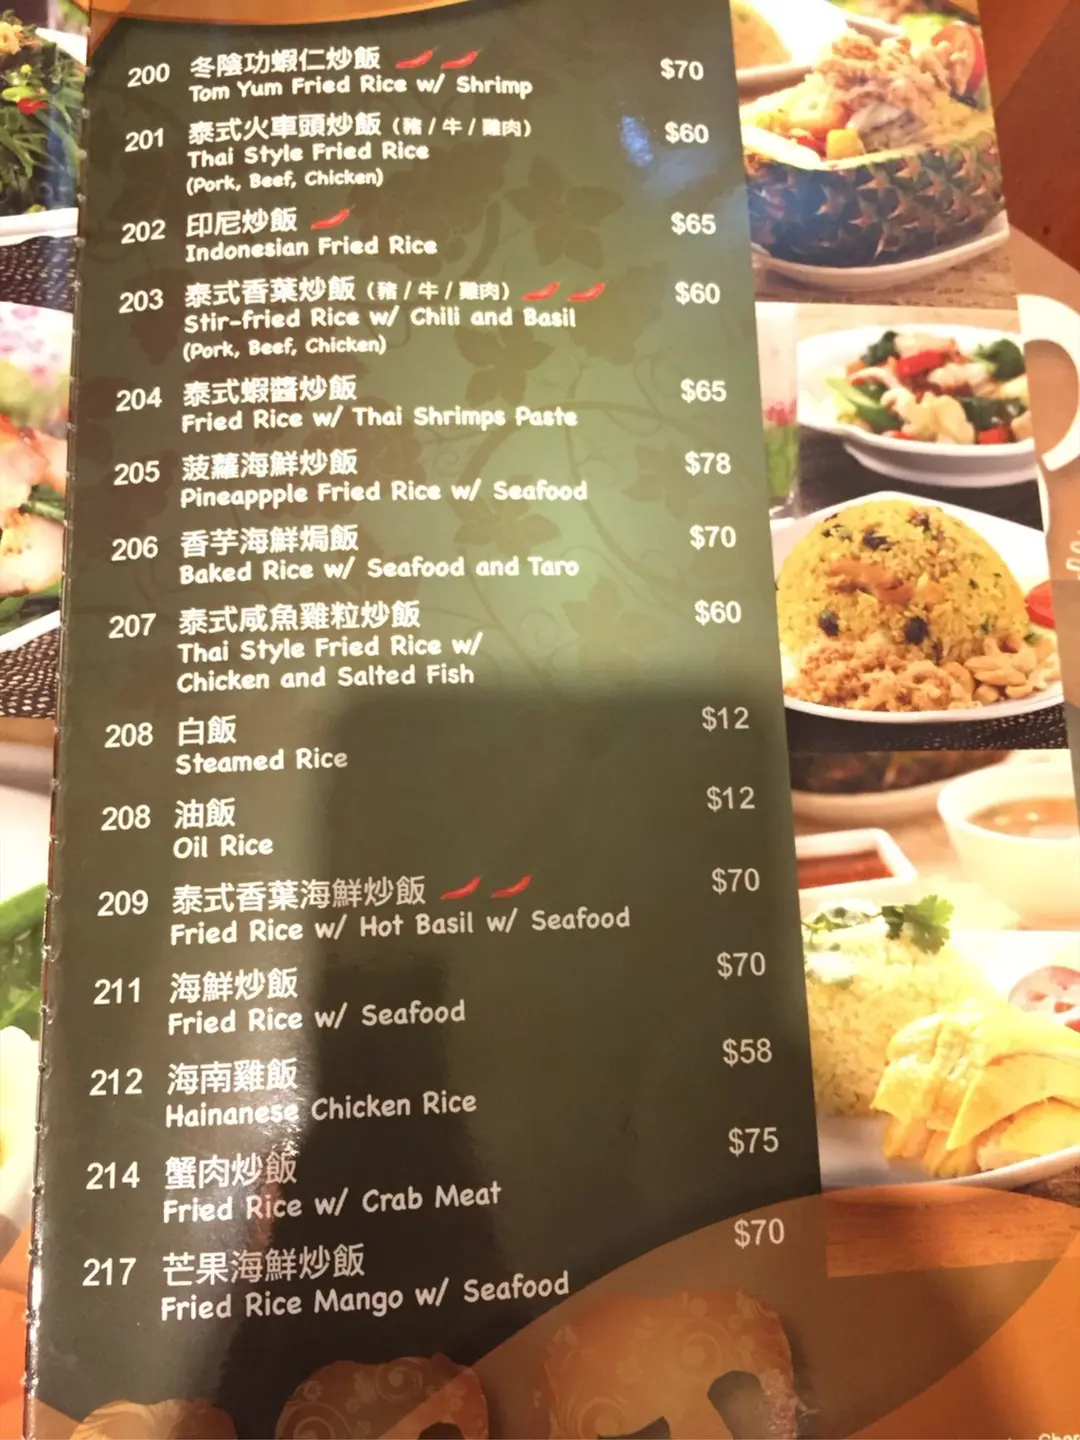 200 冬陰功蝦仁炒飯 $70
Tom Yum Fried Rice w/ Shrimp
201 泰式火車頭炒飯 (豬 / 牛 / 雞肉) $60
Thai Style Fried Rice
(Pork, Beef, Chicken)
202 印尼炒飯 $65
Indonesian Fried Rice
203 泰式香葉炒飯 (豬 / 牛 / 雞肉) $60
Stir-fried Rice w/ Chili and Basil
(Pork, Beef, Chicken)
204 泰式蝦醬炒飯 $65
Fried Rice w/ Thai Shrimps Paste
205 菠蘿海鮮炒飯 $78
Pineappple Fried Rice w/ Seafood
206 香芋海鮮焗飯 $70
Baked Rice w/ Seafood and Taro
207 泰式咸魚雞粒炒飯 $60
Thai Style Fried Rice w/
Chicken and Salted Fish
208 白飯 $12
Steamed Rice
208 油飯 $12
Oil Rice
209 泰式香葉海鮮炒飯 $70
Fried Rice w/ Hot Basil w/ Seafood
211 海鮮炒飯 $70
Fried Rice w/ Seafood
212 海南雞飯 $58
Hainanese Chicken Rice
214 蟹肉炒飯 $75
Fried Rice w/ Crab Meat
217 芒果海鮮炒飯 $70
Fried Rice Mango w/ Seafood